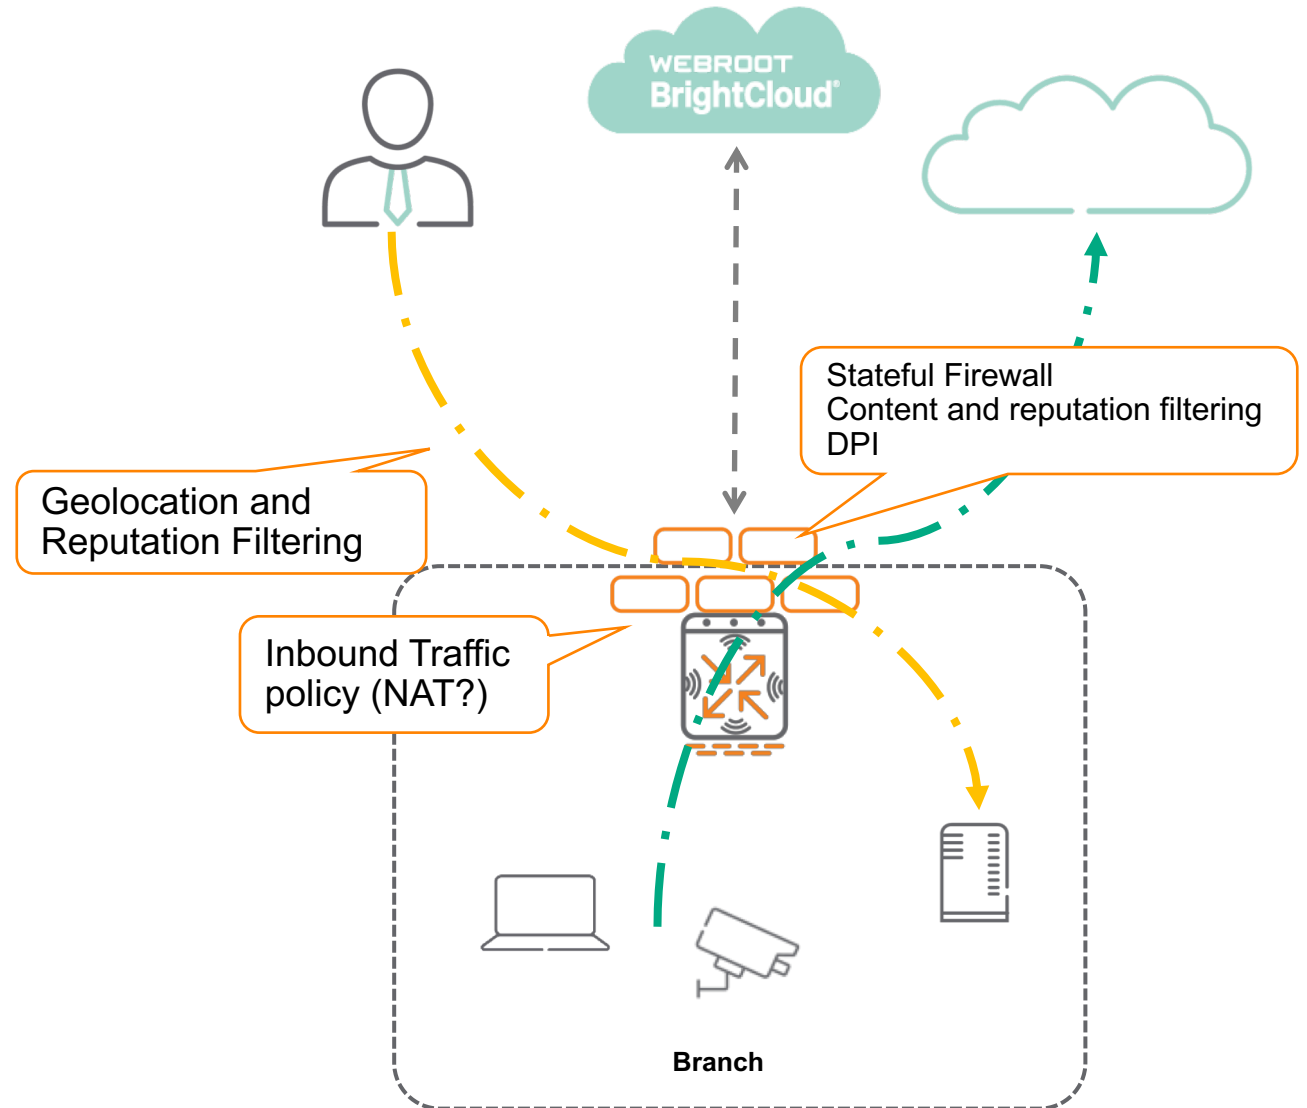 WEBROOT
BrightCloud®
Stateful Firewall
Content and reputation filtering
DPI
Geolocation and
Reputation Filtering
Inbound Traffic
policy (NAT?)
Branch